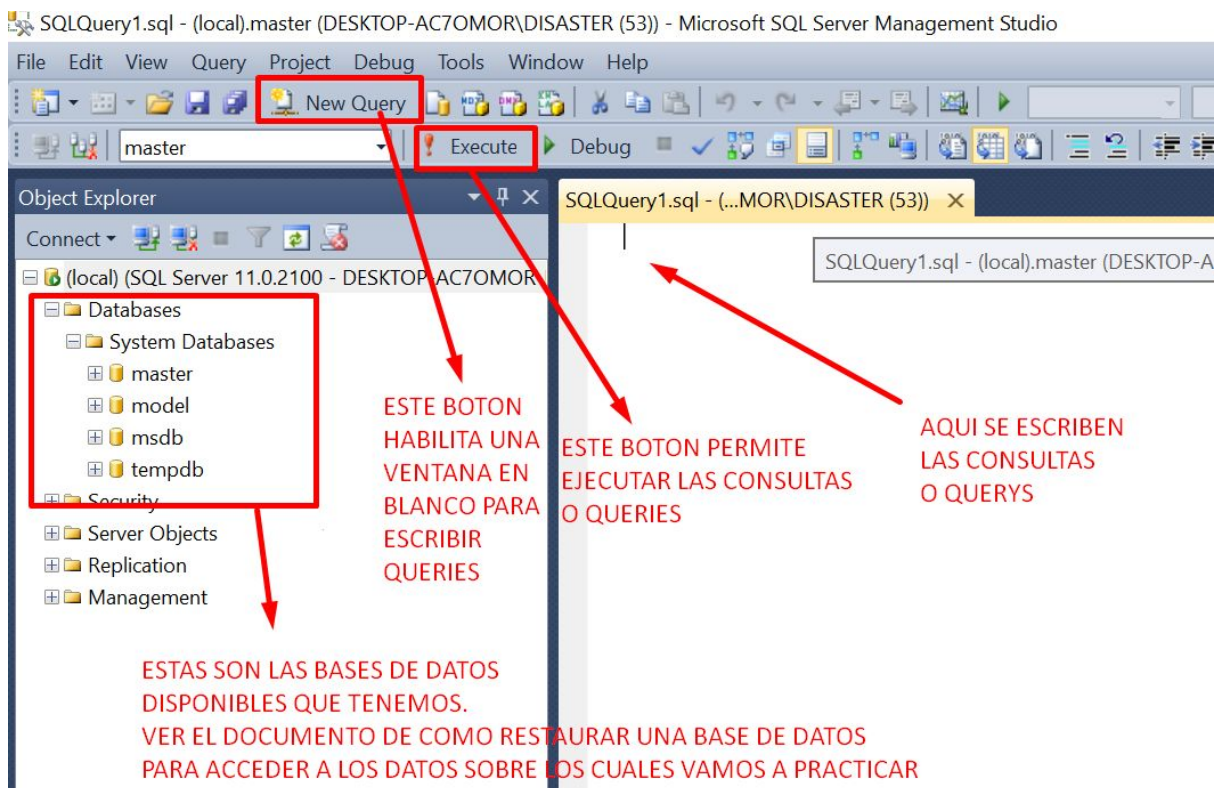 SQLQuery1.sql - (local).master (DESKTOP-AC7OMOR\DISASTER (53)) - Microsoft SQL Server Management Studio
File Edit View Query Project Debug Tools Window Help
New Query
master Execute Debug
Object Explorer
SQLQuery1.sql - (...MOR\DISASTER (53))
Connect
SQLQuery1.sql - (local).master (DESKTOP-A
(local) (SQL Server 11.0.2100 - DESKTOP-AC7OMOR
Databases
System Databases
master
model
msdb
tempdb
Security
Server Objects
Replication
Management
ESTE BOTON
HABILITA UNA
VENTANA EN
BLANCO PARA
ESCRIBIR
QUERIES
ESTE BOTON PERMITE
EJECUTAR LAS CONSULTAS
O QUERIES
AQUI SE ESCRIBEN
LAS CONSULTAS
O QUERYS
ESTAS SON LAS BASES DE DATOS
DISPONIBLES QUE TENEMOS.
VER EL DOCUMENTO DE COMO RESTAURAR UNA BASE DE DATOS
PARA ACCEDER A LOS DATOS SOBRE LOS CUALES VAMOS A PRACTICAR